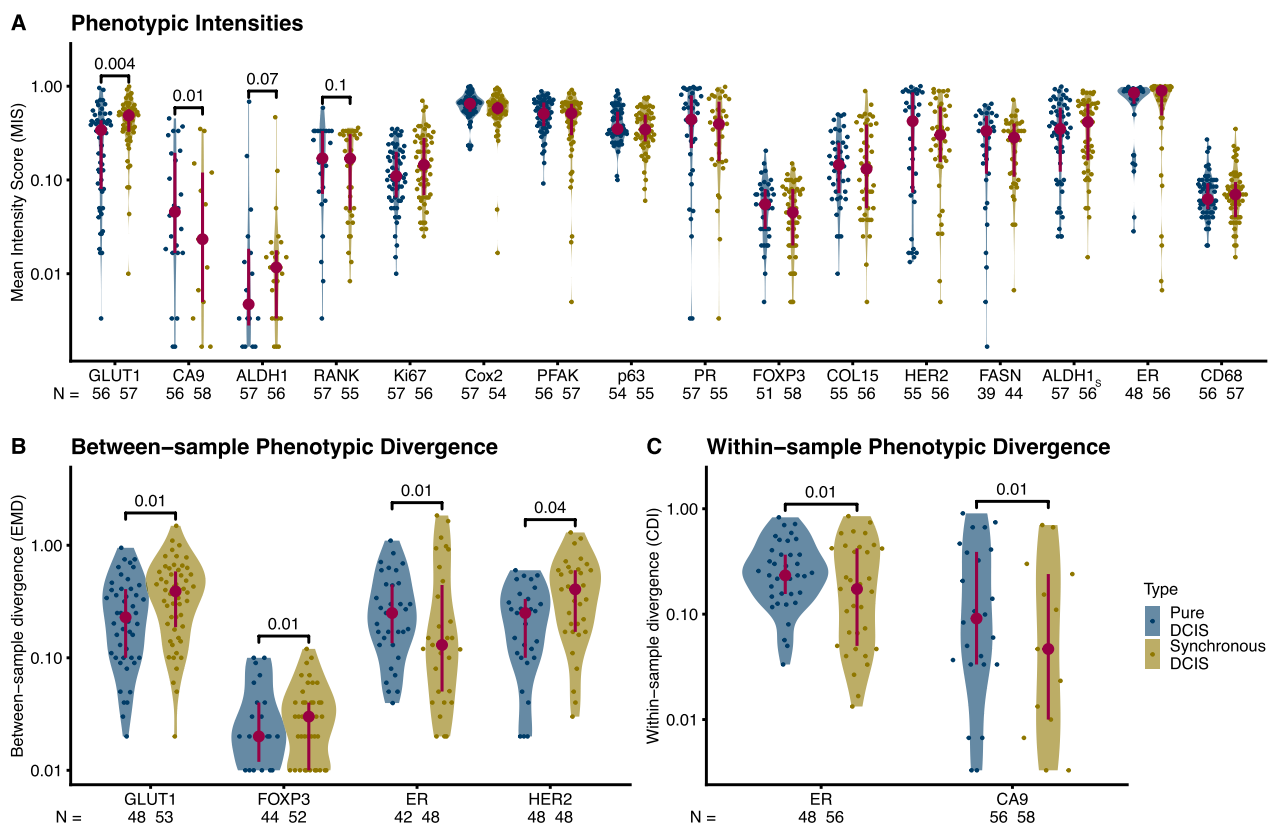 A Phenotypic Intensities
Mean Intensity Score (MIS)
1.00
0.10
0.01
0.004
0.01
0.07
0.1
GLUT1 CA9 ALDH1 RANK Ki67 Cox2 PFAK p63 PR FOXP3 COL15 HER2 FASN ALDH1s ER CD68
N = 56 57 56 58 57 56 57 55 57 56 57 54 56 57 54 55 57 55 51 58 55 56 55 56 39 44 57 56 48 56 56 57
B Between−sample Phenotypic Divergence
Between−sample divergence (EMD)
1.00
0.10
0.01
0.01
0.01
0.01
0.04
GLUT1 FOXP3 ER HER2
N = 48 53 44 52 42 48 48 48
C Within−sample Phenotypic Divergence
Within−sample divergence (CDI)
1.00
0.10
0.01
0.01
0.01
ER CA9
N = 48 56 56 58
Type
Pure
DCIS
Synchronous
DCIS